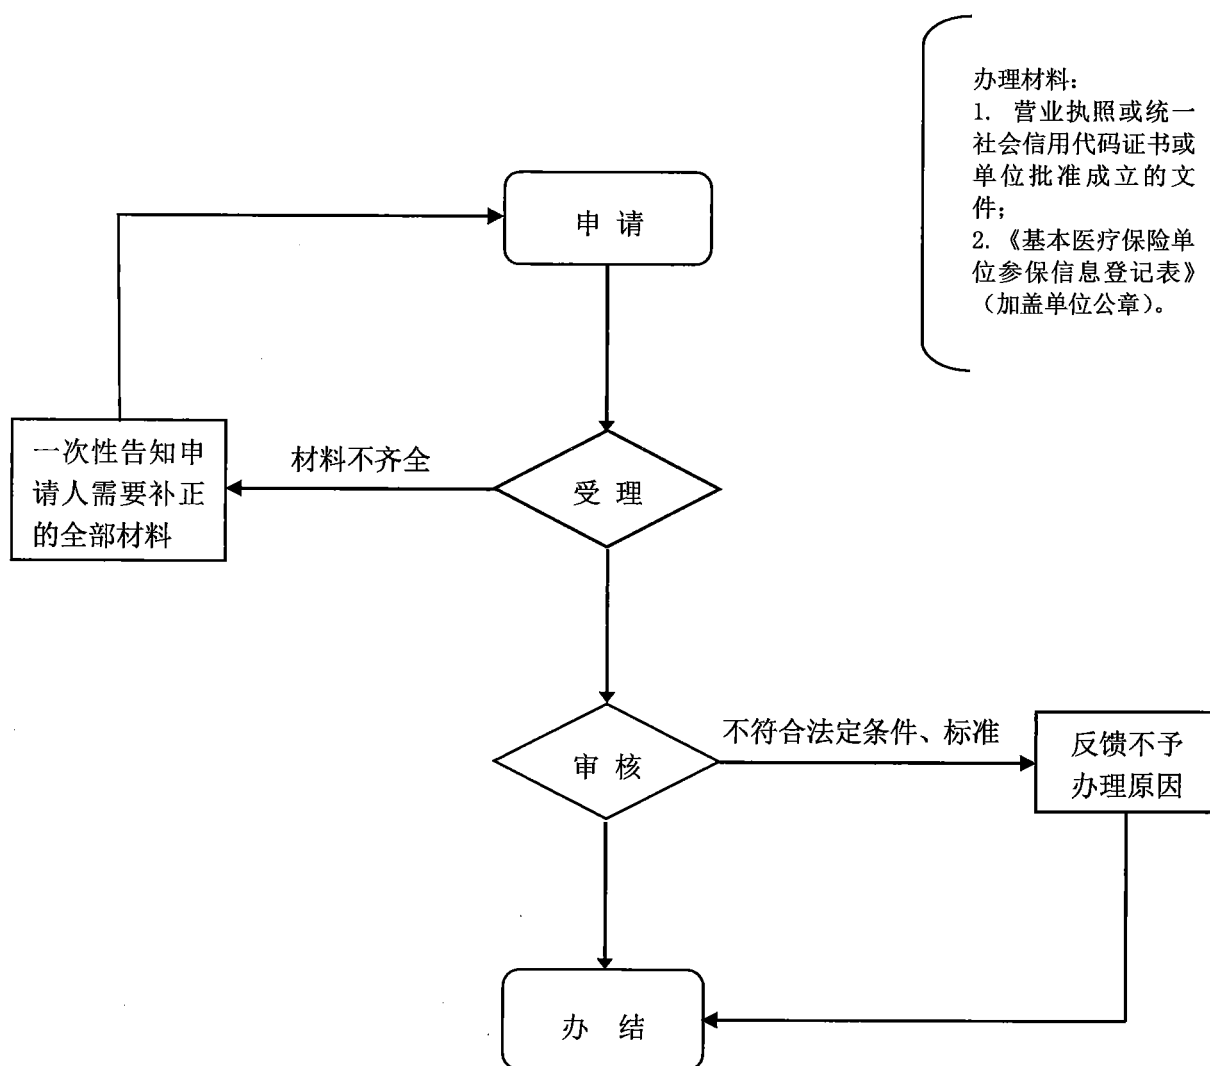 办理材料：
1. 营业执照或统一
社会信用代码证书或
单位批准成立的文
件；
2.《基本医疗保险单
位参保信息登记表》
（加盖单位公章）。
申 请
一次性告知申
请人需要补正
的全部材料
材料不齐全
受 理
审 核
不符合法定条件、标准
反馈不予
办理原因
办 结